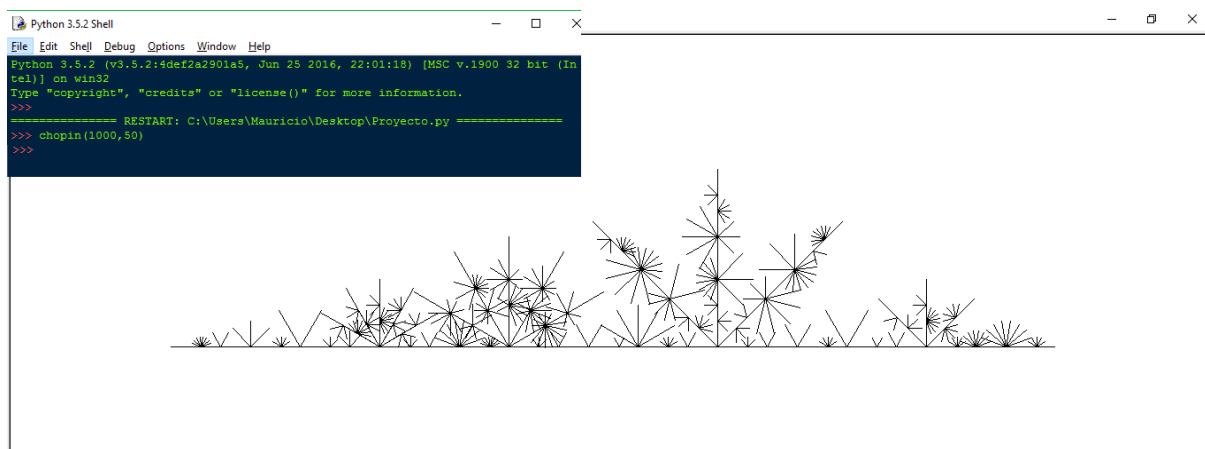 Python 3.5.2 Shell
File Edit Shell Debug Options Window Help
Python 3.5.2 (v3.5.2:4def2a2901a5, Jun 25 2016, 22:01:18) [MSC v.1900 32 bit (In
tel)] on win32
Type "copyright", "credits" or "license()" for more information.
>>>
=============== RESTART: C:\Users\Mauricio\Desktop\Proyecto.py ===============
>>> chopin(1000,50)
>>>